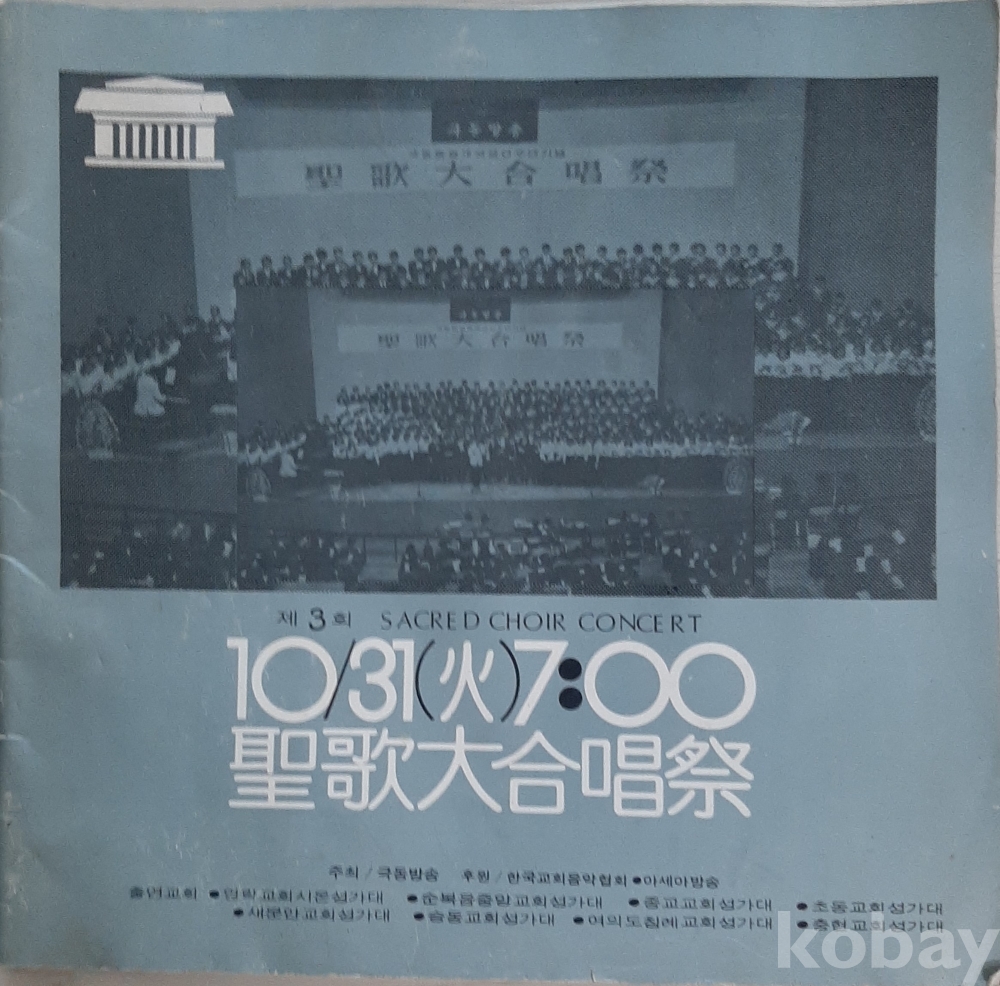 극동방송
聖歌大合唱祭
극동방송
聖歌大合唱祭
제3회 SACRED CHOIR CONCERT
10/31(火)7:00
聖歌大合唱祭
주최/극동방송 후원/한국교회음악협회 ●아세아방송
출연교회 ●영락교회시온성가대 ●순복음중앙교회성가대 ●종교교회성가대 ●초동교회성가대
●새문안교회성가대 ●승동교회성가대 ●여의도침례교회성가대 ●충현교회성가대
kobay